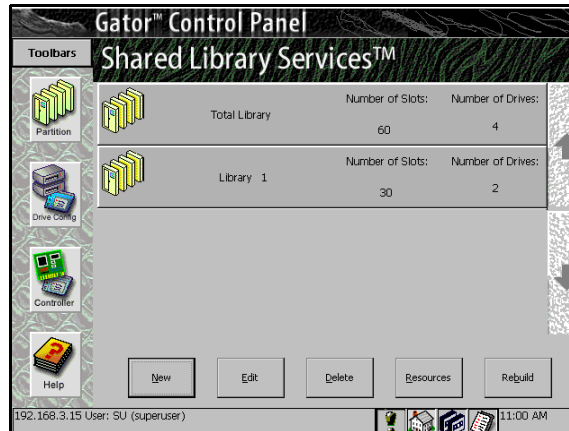 Gator™ Control Panel
Toolbars
Shared Library Services™
Partition
Drive Config
Controller
Help
Total Library
Number of Slots:
60
Number of Drives:
4
Library 1
Number of Slots:
30
Number of Drives:
2
New
Edit
Delete
Resources
Rebuild
192.168.3.15 User: SU (superuser)
11:00 AM